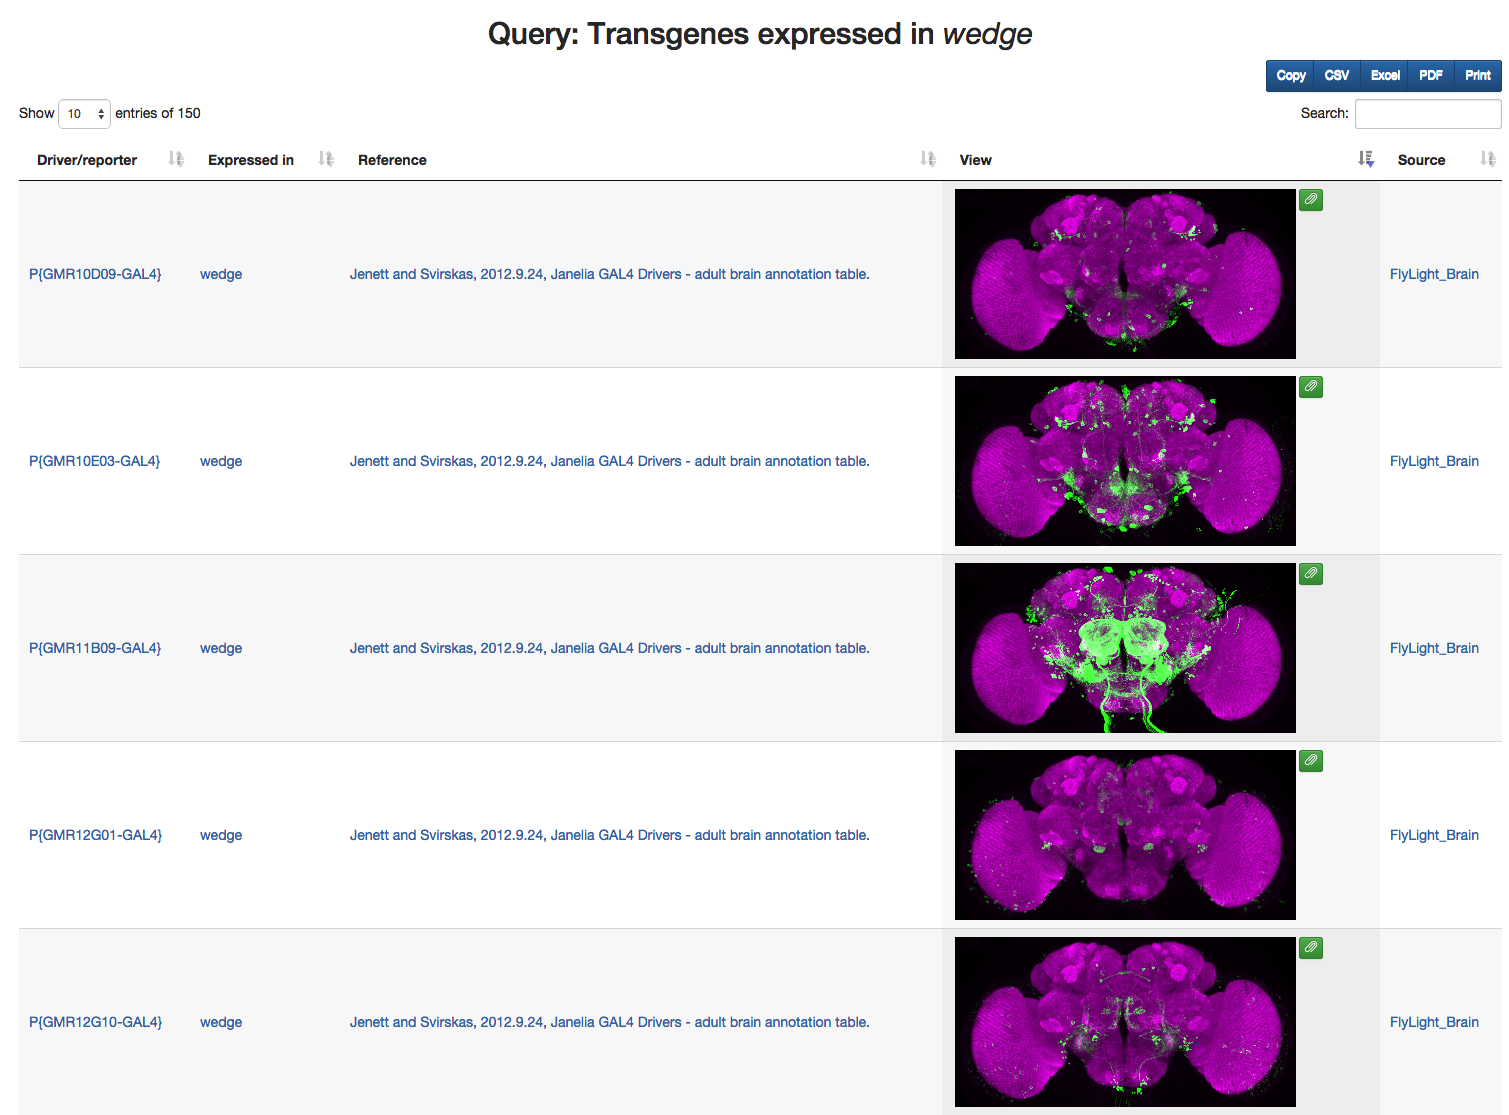 Query: Transgenes expressed in wedge
Copy CSV Excel PDF Print
Show 10 entries of 150 Search:
Driver/reporter Expressed in Reference View Source
P{GMR10D09-GAL4} wedge Jenett and Svirskas, 2012.9.24, Janelia GAL4 Drivers - adult brain annotation table. FlyLight_Brain
P{GMR10E03-GAL4} wedge Jenett and Svirskas, 2012.9.24, Janelia GAL4 Drivers - adult brain annotation table. FlyLight_Brain
P{GMR11B09-GAL4} wedge Jenett and Svirskas, 2012.9.24, Janelia GAL4 Drivers - adult brain annotation table. FlyLight_Brain
P{GMR12G01-GAL4} wedge Jenett and Svirskas, 2012.9.24, Janelia GAL4 Drivers - adult brain annotation table. FlyLight_Brain
P{GMR12G10-GAL4} wedge Jenett and Svirskas, 2012.9.24, Janelia GAL4 Drivers - adult brain annotation table. FlyLight_Brain